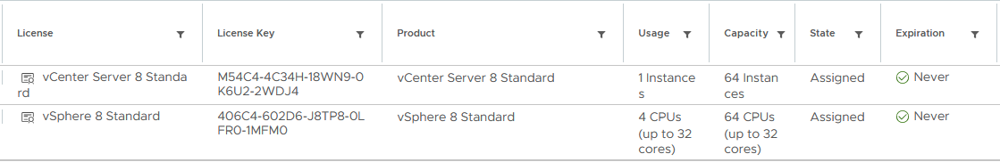 License License Key Product Usage Capacity State Expiration
vCenter Server 8 Standa M54C4-4C34H-18WN9-0 vCenter Server 8 Standard 1 Instance 64 Instan Assigned Never
rd K6U2-2WDJ4 s ces
vSphere 8 Standard 406C4-602D6-J8TP8-0L vSphere 8 Standard 4 CPUs 64 CPUs Assigned Never
FR0-1MFM0 (up to 32 (up to 32
cores) cores)